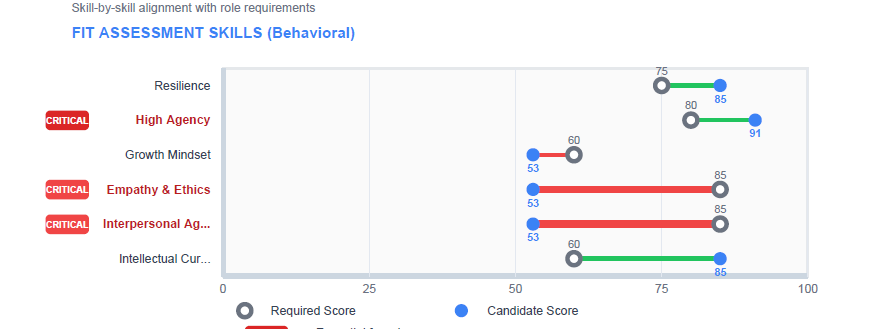 Skill-by-skill alignment with role requirements
FIT ASSESSMENT SKILLS (Behavioral)
75
Resilience
85
80
CRITICAL High Agency
91
60
Growth Mindset
53
85
CRITICAL Empathy & Ethics
53
85
CRITICAL Interpersonal Ag...
53
60
Intellectual Cur...
85
0 25 50 75 100
Required Score Candidate Score